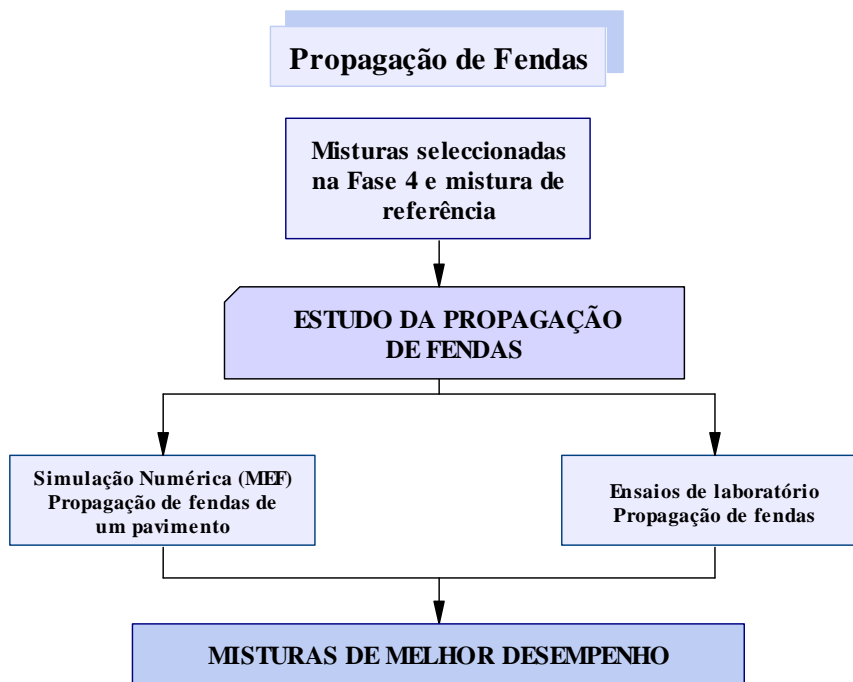 Propagação de Fendas
Misturas seleccionadas
na Fase 4 e mistura de
referência
ESTUDO DA PROPAGAÇÃO
DE FENDAS
Simulação Numérica (MEF)
Propagação de fendas de
um pavimento
Ensaios de laboratório
Propagação de fendas
MISTURAS DE MELHOR DESEMPENHO